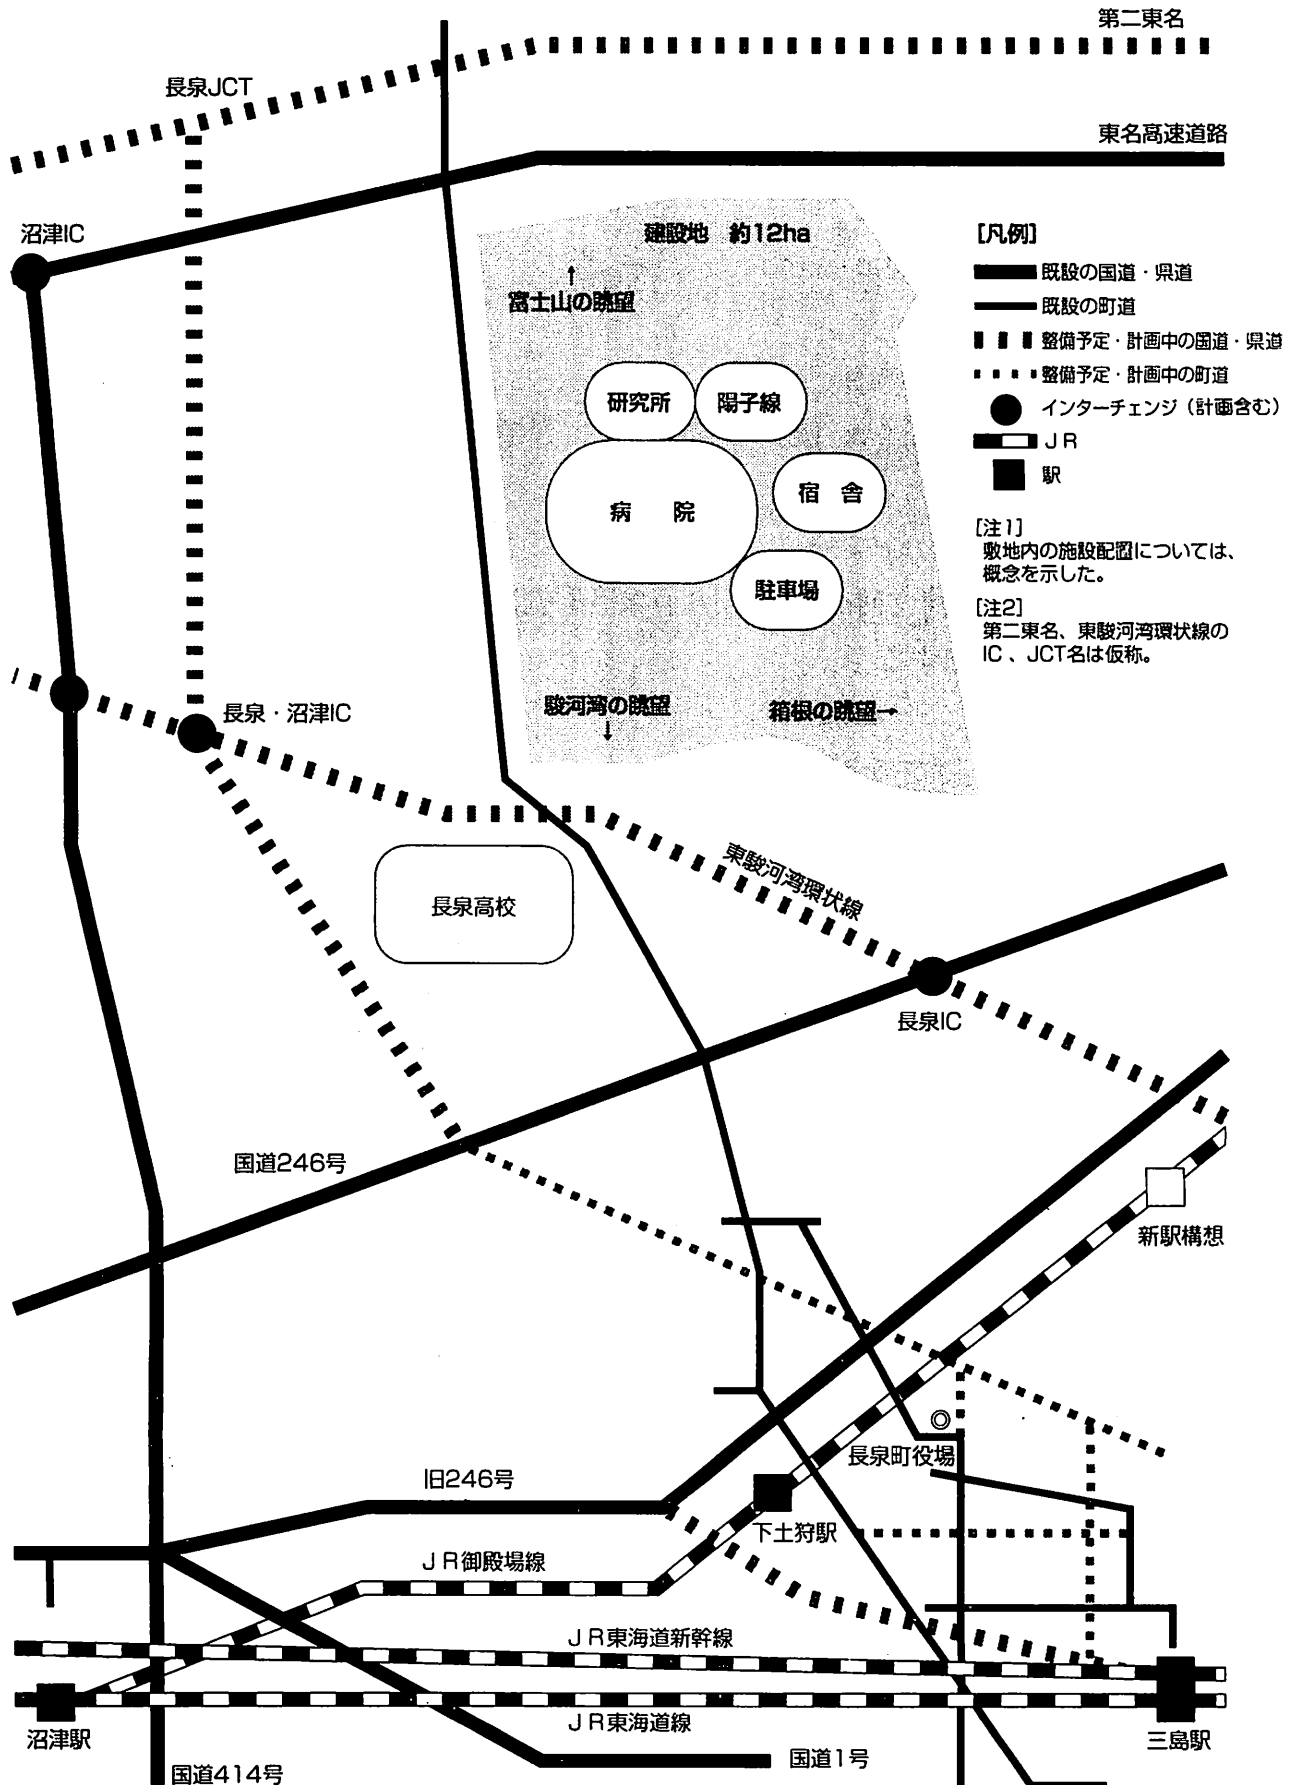 第二東名
長泉JCT
東名高速道路
沼津IC
建設地　約12ha
↑
富士山の眺望
研究所
陽子線
病　院
宿　舎
駐車場
駿河湾の眺望
↓
箱根の眺望→
[凡例]
既設の国道・県道
既設の町道
整備予定・計画中の国道・県道
整備予定・計画中の町道
インターチェンジ（計画含む）
ＪＲ
駅
[注1]
敷地内の施設配置については、
概念を示した。
[注2]
第二東名、東駿河湾環状線の
IC、JCT名は仮称。
長泉・沼津IC
東駿河湾環状線
長泉高校
長泉IC
国道246号
新駅構想
長泉町役場
旧246号
下土狩駅
ＪＲ御殿場線
ＪＲ東海道新幹線
ＪＲ東海道線
沼津駅
三島駅
国道1号
国道414号